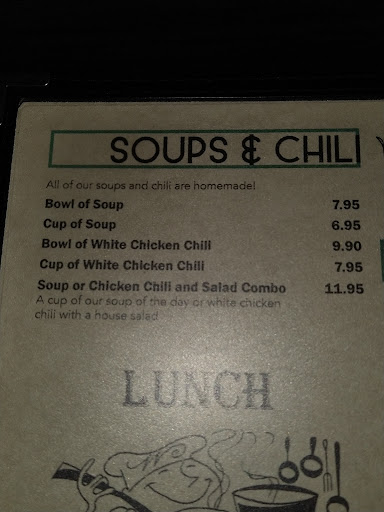 SOUPS & CHILI
All of our soups and chili are homemade!
Bowl of Soup 7.95
Cup of Soup 6.95
Bowl of White Chicken Chili 9.90
Cup of White Chicken Chili 7.95
Soup or Chicken Chili and Salad Combo 11.95
A cup of our soup of the day or white chicken
chili with a house salad
LUNCH